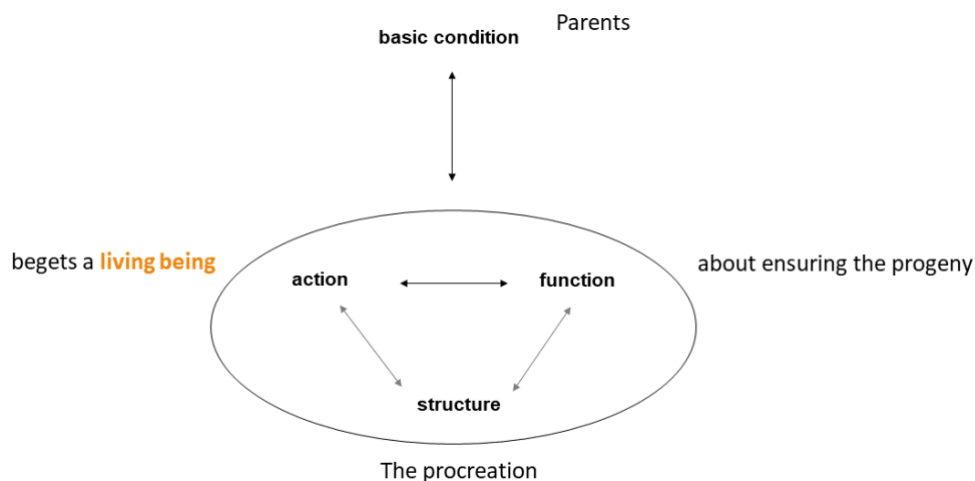 Parents
basic condition
begets a living being
about ensuring the progeny
action
function
structure
The procreation